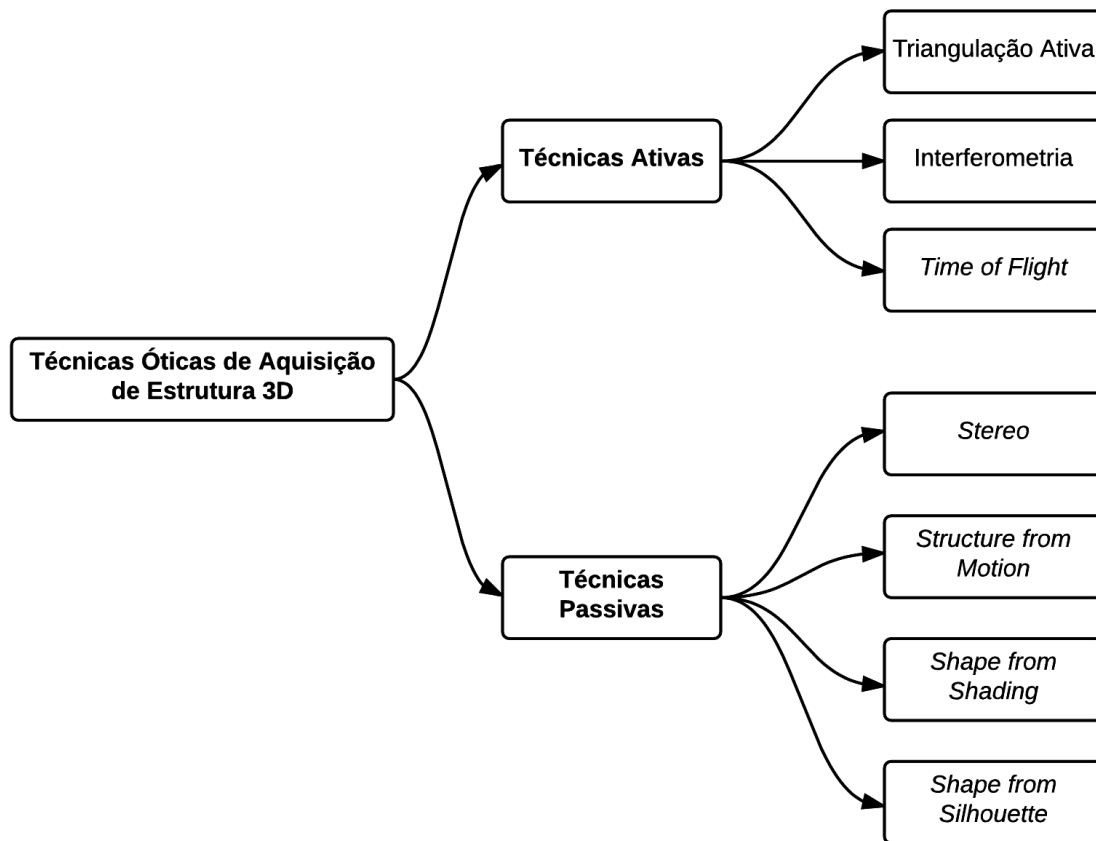 Técnicas Óticas de Aquisição
de Estrutura 3D
Técnicas Ativas
Triangulação Ativa
Interferometria
Time of Flight
Técnicas
Passivas
Stereo
Structure from
Motion
Shape from
Shading
Shape from
Silhouette